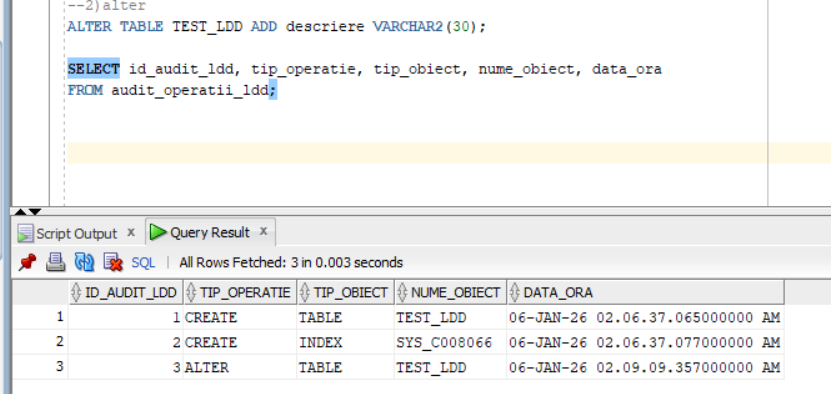 --2)alter
ALTER TABLE TEST_LDD ADD descriere VARCHAR2(30);
SELECT id_audit_ldd, tip_operatie, tip_obiect, nume_obiect, data_ora
FROM audit_operatii_ldd;
Script Output x Query Result x
SQL | All Rows Fetched: 3 in 0.003 seconds
ID_AUDIT_LDD TIP_OPERATIE TIP_OBIECT NUME_OBIECT DATA_ORA
1 1 CREATE TABLE TEST_LDD 06-JAN-26 02.06.37.065000000 AM
2 2 CREATE INDEX SYS_C008066 06-JAN-26 02.06.37.077000000 AM
3 3 ALTER TABLE TEST_LDD 06-JAN-26 02.09.09.357000000 AM